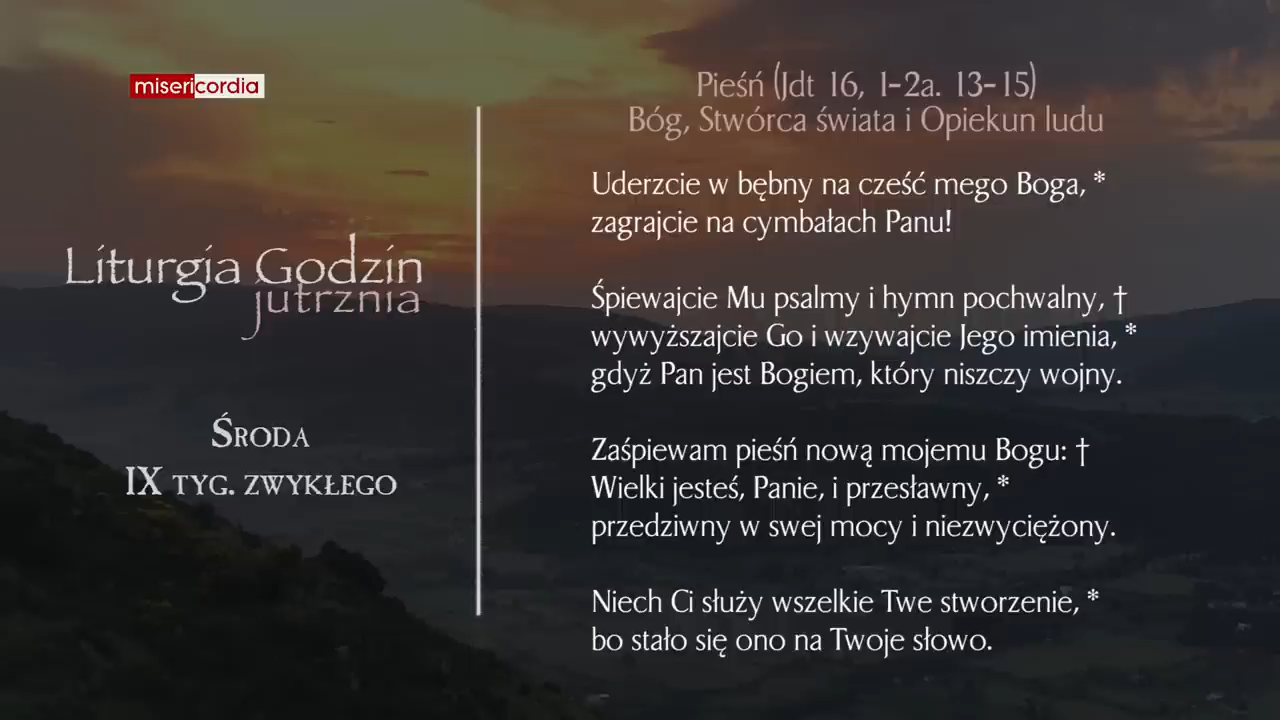 misericordia
Liturgia Godzin
jutrznia
Środa
IX tyg. zwykłego
Pieśń (Jdt 16, 1-2a. 13-15)
Bóg, Stwórca świata i Opiekun ludu
Uderzcie w bębny na cześć mego Boga, *
zagrajcie na cymbałach Panu!
Śpiewajcie Mu psalmy i hymn pochwalny, †
wywyższajcie Go i wzywajcie Jego imienia, *
gdyż Pan jest Bogiem, który niszczy wojny.
Zaśpiewam pieśń nową mojemu Bogu: †
Wielki jesteś, Panie, i przesławny, *
przedziwny w swej mocy i niezwyciężony.
Niech Ci służy wszelkie Twe stworzenie, *
bo stało się ono na Twoje słowo.